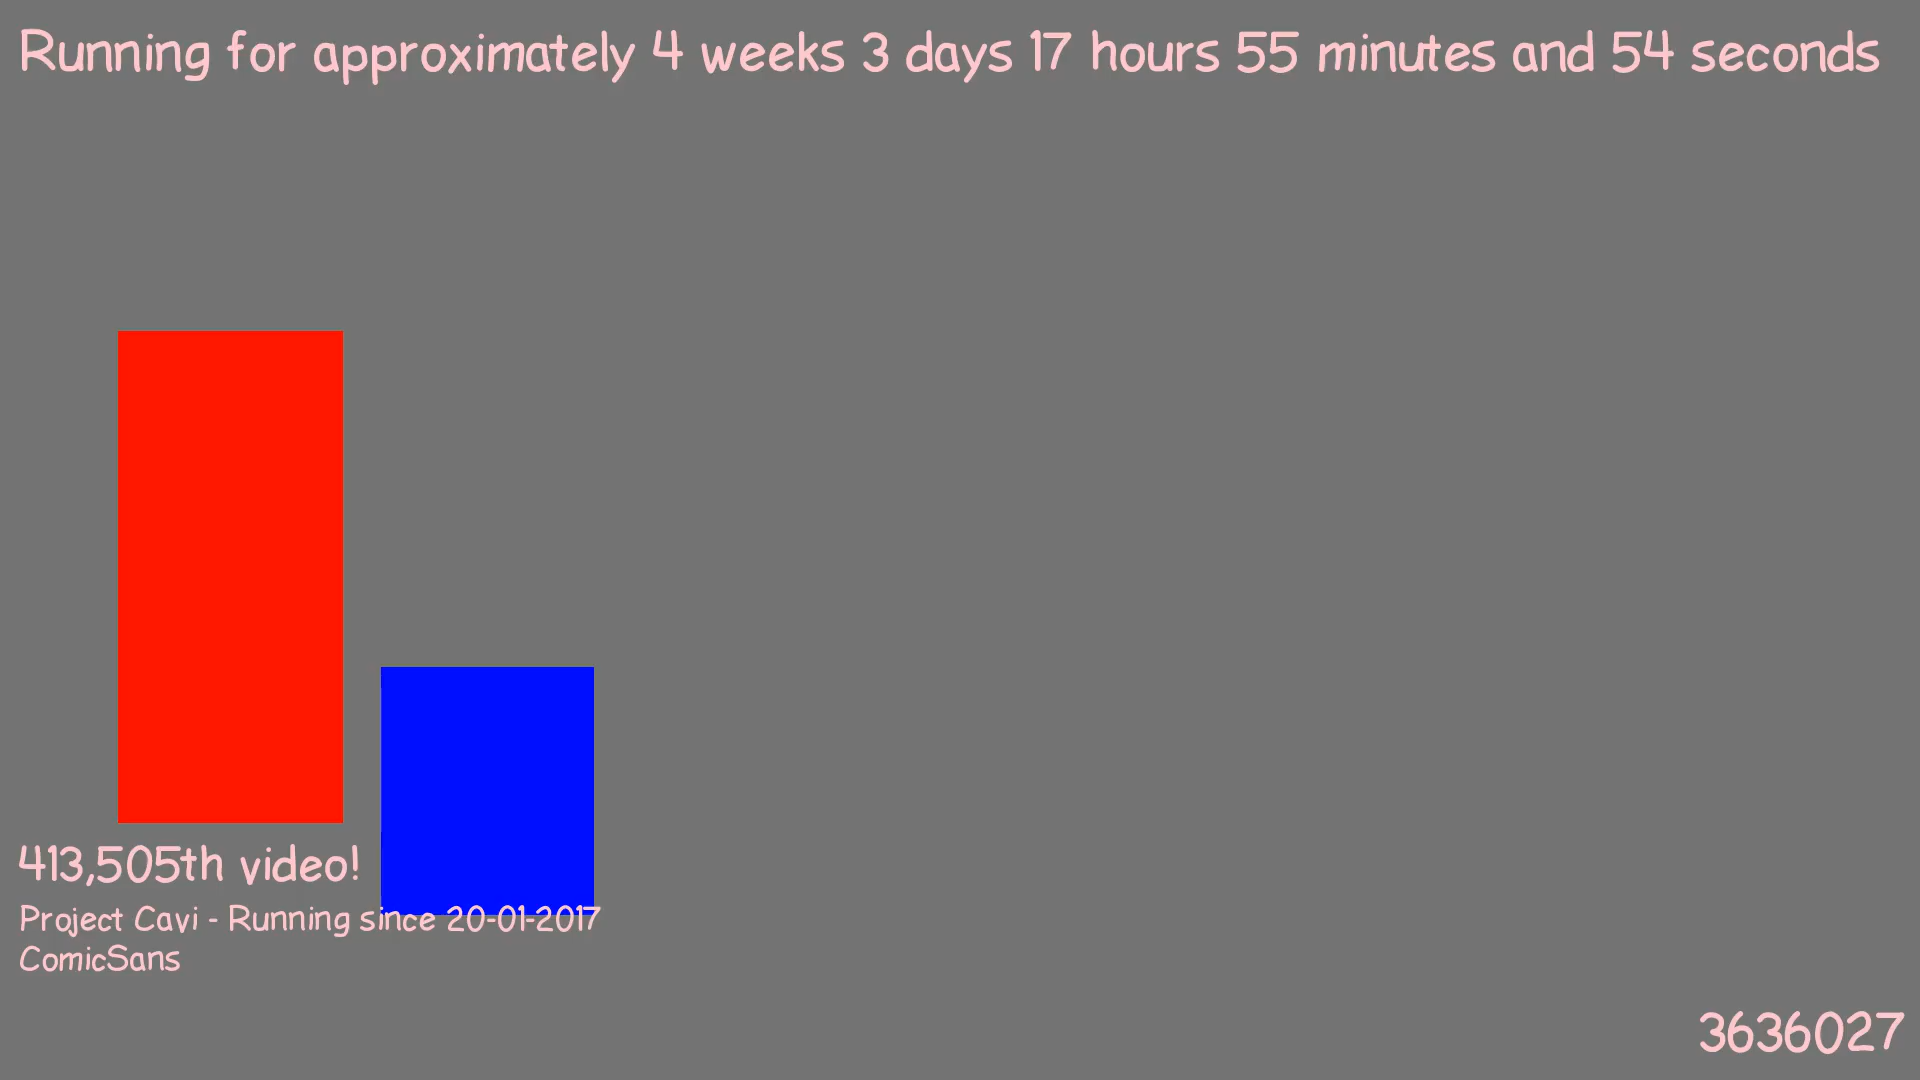 Running for approximately 4 weeks 3 days 17 hours 55 minutes and 54 seconds
413,505th video!
Project Cavi - Running since 20-01-2017
ComicSans
3636027